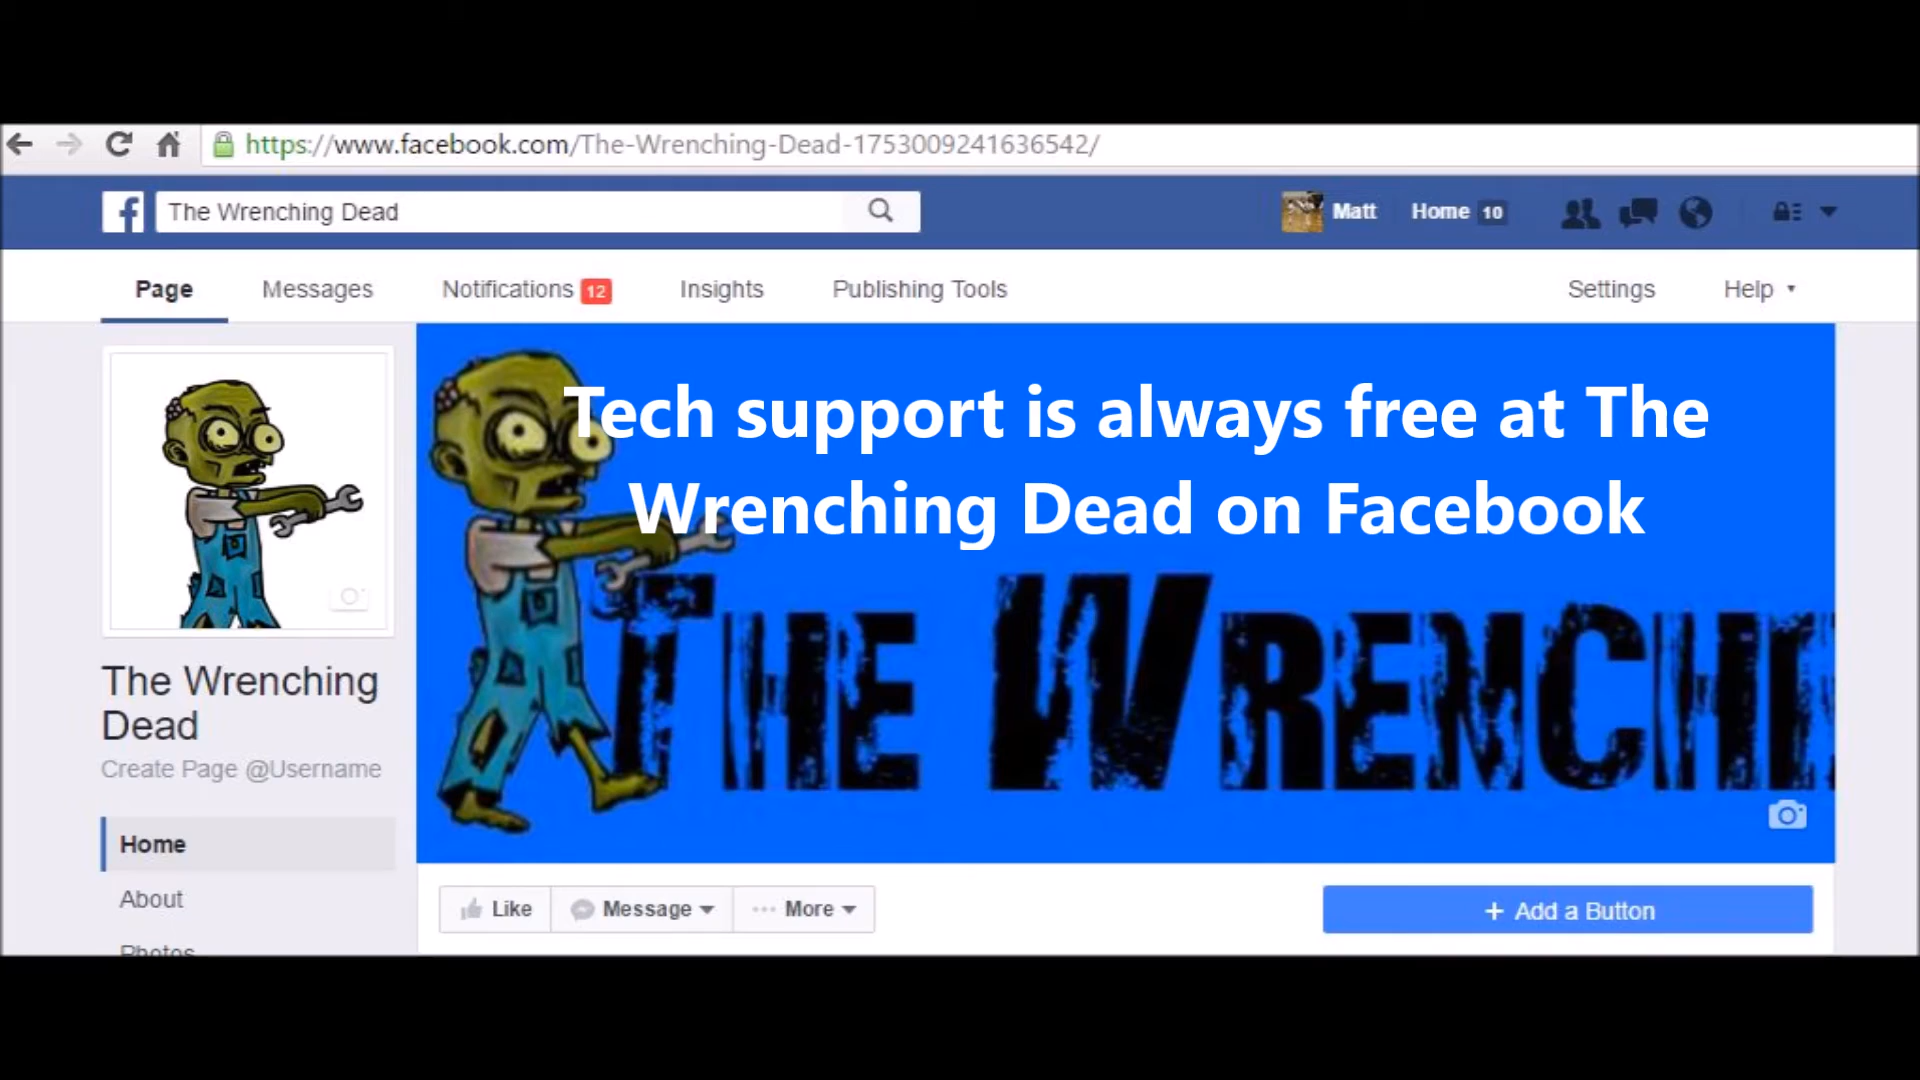 https://www.facebook.com/The-Wrenching-Dead-1753009241636542/
f The Wrenching Dead Matt Home 10
Page Messages Notifications 12 Insights Publishing Tools Settings Help
Tech support is always free at The
Wrenching Dead on Facebook
The Wrenchi
The Wrenching
Dead
Create Page @Username
Home
About
Photos
Like Message More + Add a Button